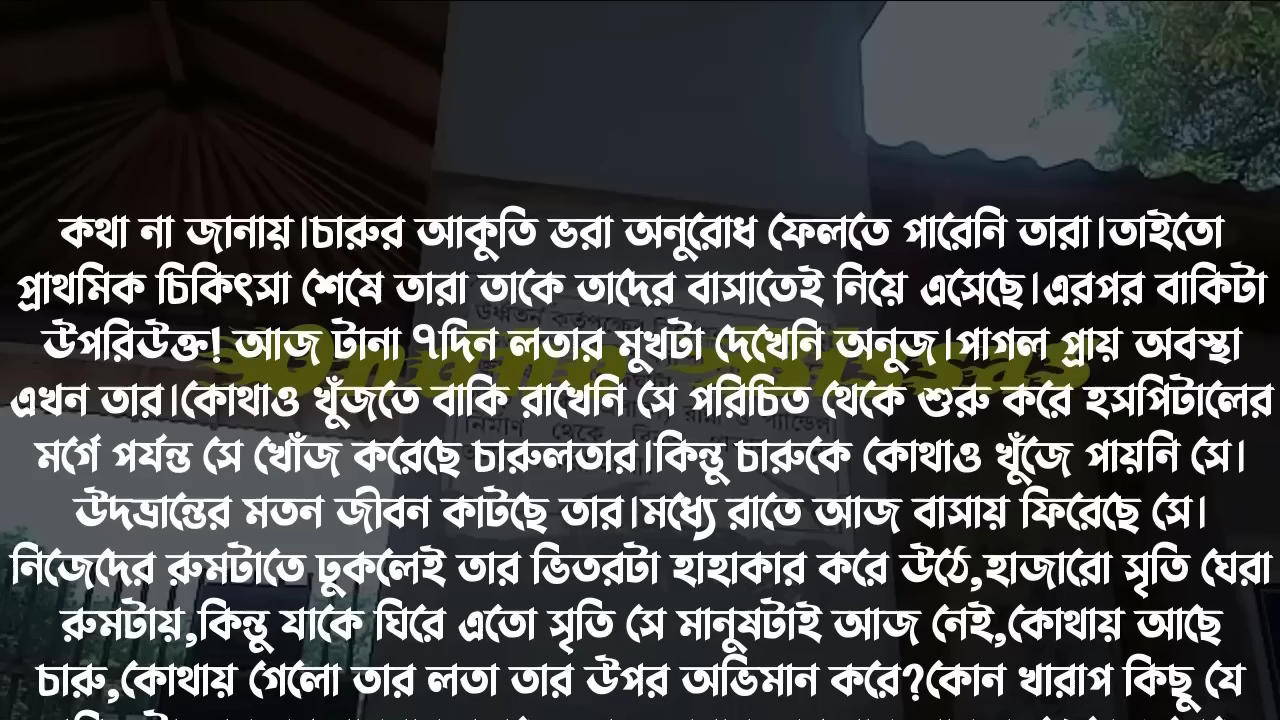 কথা না জানায়।চারুর আকুতি ভরা অনুরোধ ফেলতে পারেনি তারা।তাইতো
প্রাথমিক চিকিৎসা শেষে তারা তাকে তাদের বাসাতেই নিয়ে এসেছে।এরপর বাকিটা
উপরিউক্ত! আজ টানা ৭দিন লতার মুখটা দেখেনি অনুজ।পাগল প্রায় অবস্থা
এখন তার।কোথাও খুঁজতে বাকি রাখেনি সে পরিচিত থেকে শুরু করে হসপিটালের
মর্গে পর্যন্ত সে খোঁজ করেছে চারুলতার।কিন্তু চারুকে কোথাও খুঁজে পায়নি সে।
উদভ্রান্তের মতন জীবন কাটছে তার।মধ্যে রাতে আজ বাসায় ফিরেছে সে।
নিজেদের রুমটাতে ঢুকলেই তার ভিতরটা হাহাকার করে উঠে,হাজারো সৃতি ঘেরা
রুমটায়,কিন্তু যাকে ঘিরে এতো সৃতি সে মানুষটাই আজ নেই,কোথায় আছে
চারু,কোথায় গেলো তার লতা তার উপর অভিমান করে?কোন খারাপ কিছু যে